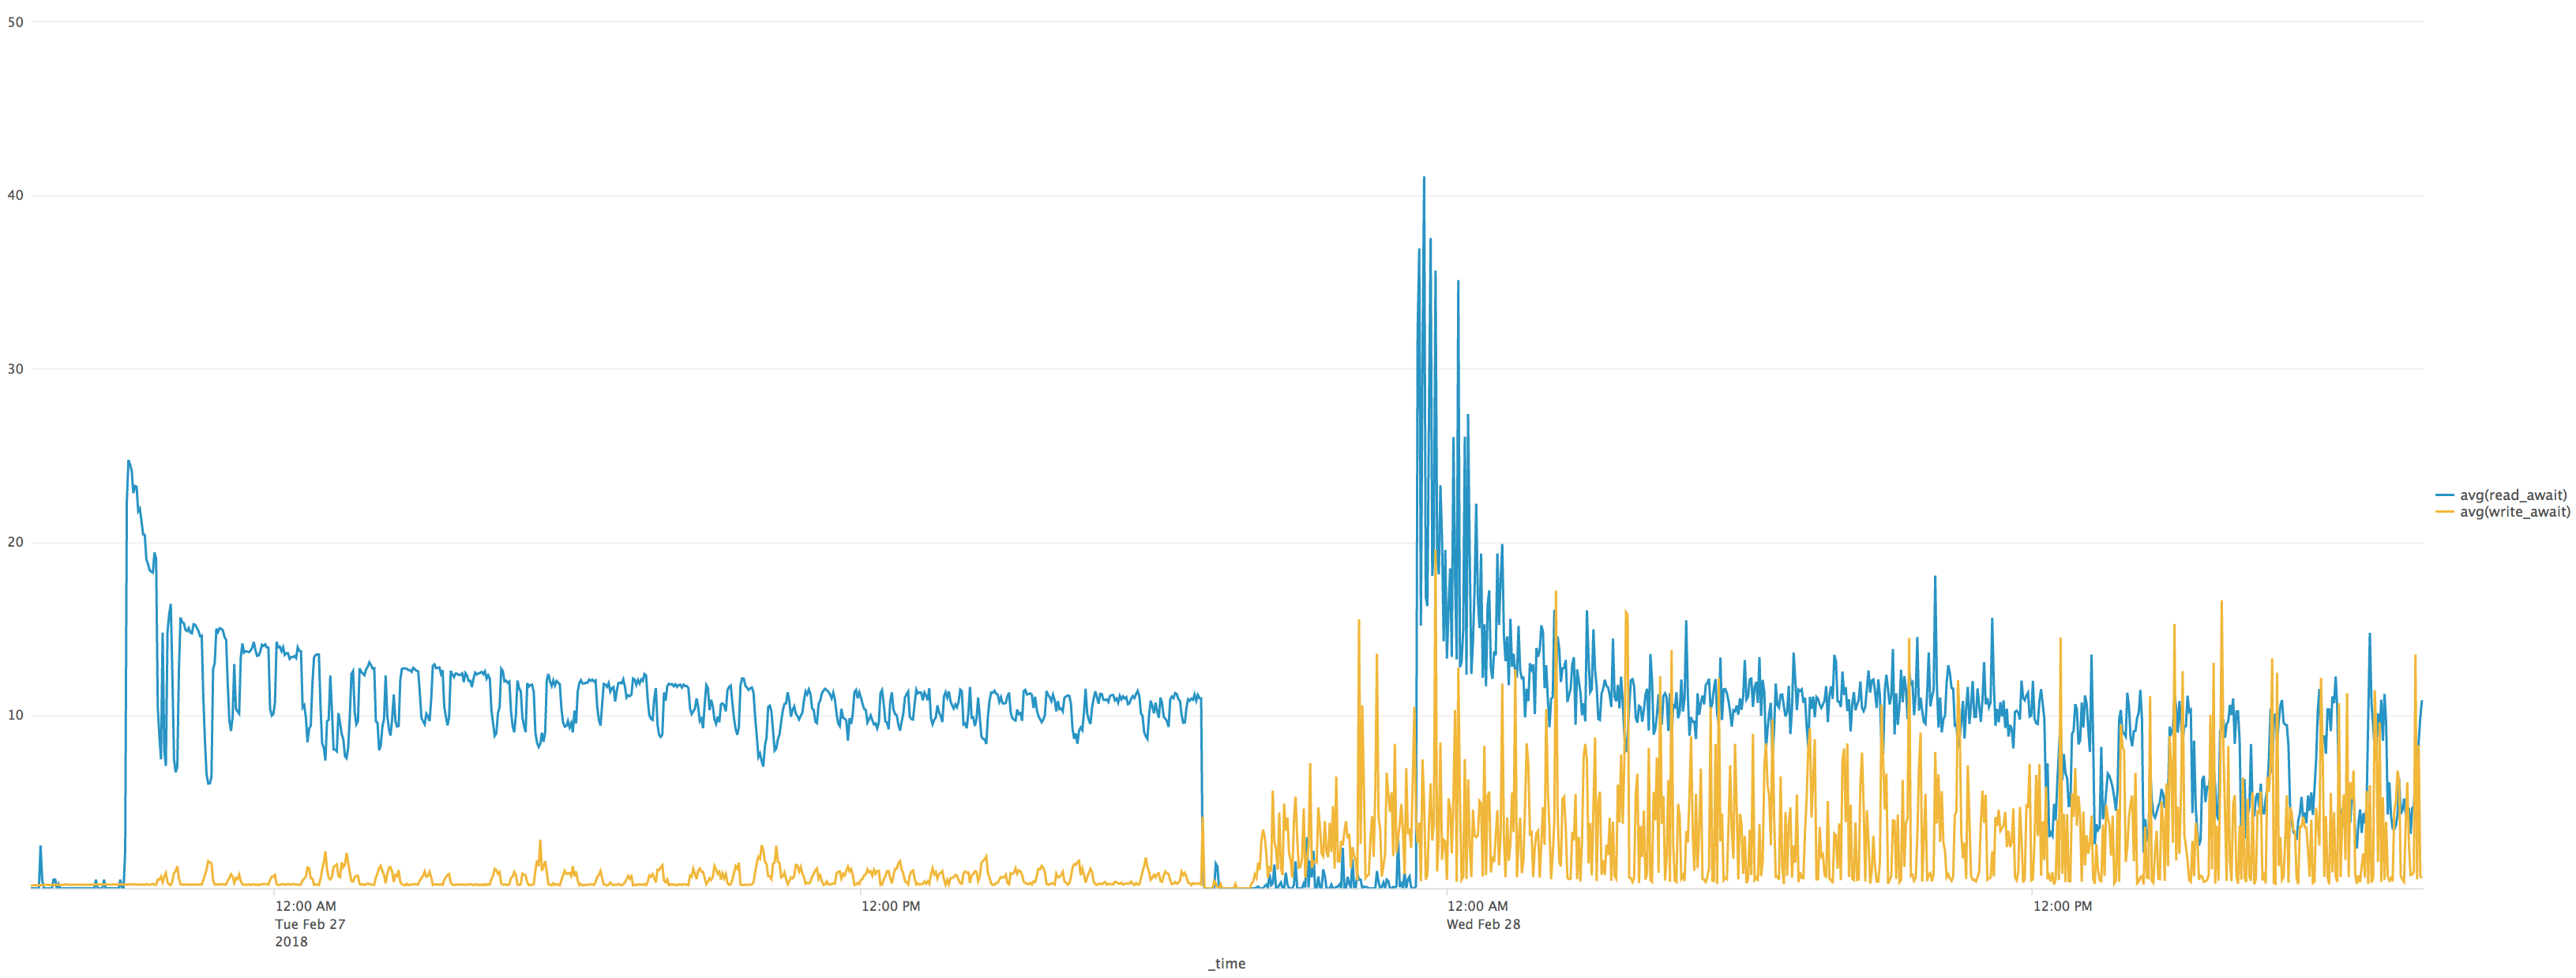 50
40
30
20
10
avg(read_await)
avg(write_await)
12:00 AM
Tue Feb 27
2018
12:00 PM
12:00 AM
Wed Feb 28
12:00 PM
_time